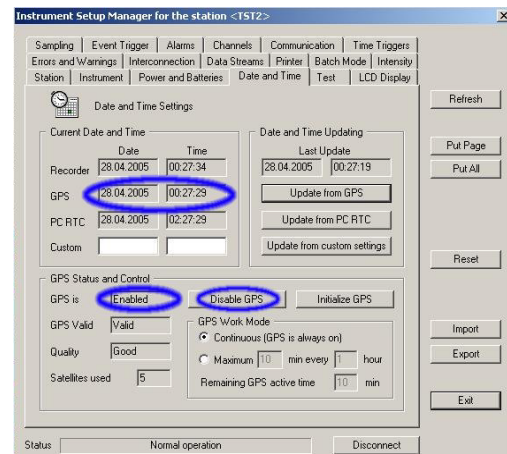 Instrument Setup Manager for the station <TST2>
Sampling Event Trigger Alarms Channels Communication Time Triggers
Errors and Warnings Interconnection Data Streams Printer Batch Mode Intensity
Station Instrument Power and Batteries Date and Time Test LCD Display
Date and Time Settings
Current Date and Time
Date Time
Recorder 28.04.2005 00:27:34
GPS 28.04.2005 00:27:29
PC RTC 28.04.2005 02:27:29
Custom
Date and Time Updating
Last Update
28.04.2005 00:27:19
Update from GPS
Update from PC RTC
Update from custom settings
GPS Status and Control
GPS is Enabled Disable GPS Initialize GPS
GPS Valid Valid
Quality Good
Satellites used 5
GPS Work Mode
Continuous (GPS is always on)
Maximum 10 min every 1 hour
Remaining GPS active time 10 min
Refresh
Put Page
Put All
Reset
Import
Export
Exit
Status Normal operation Disconnect